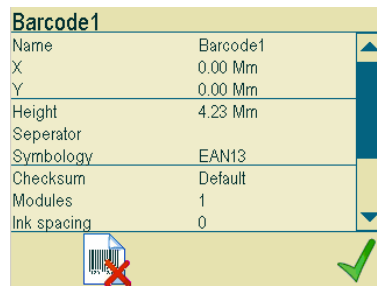 Barcode1
Name Barcode1
X 0.00 Mm
Y 0.00 Mm
Height 4.23 Mm
Seperator
Symbology EAN13
Checksum Default
Modules 1
Ink spacing 0